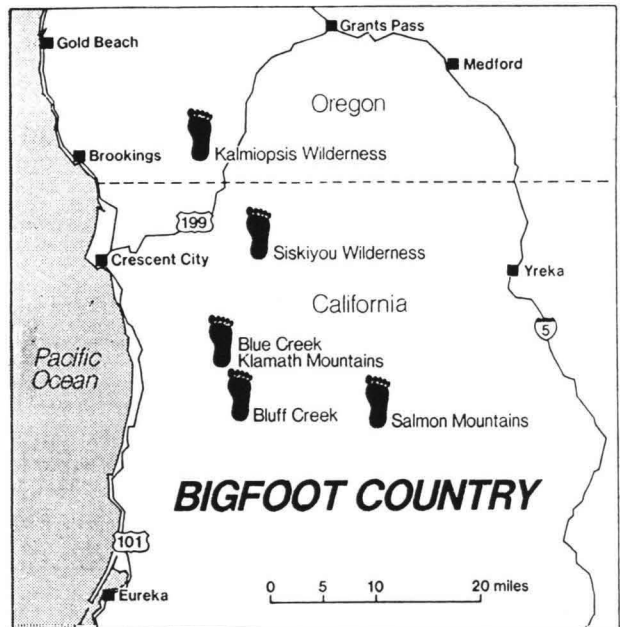 Grants Pass
Gold Beach
Medford
Oregon
Brookings
Kalmiopsis Wilderness
199
Siskiyou Wilderness
Crescent City
Yreka
California
5
Blue Creek
Klamath Mountains
Pacific
Ocean
Bluff Creek
Salmon Mountains
BIGFOOT COUNTRY
101
Eureka
0 5 10 20 miles